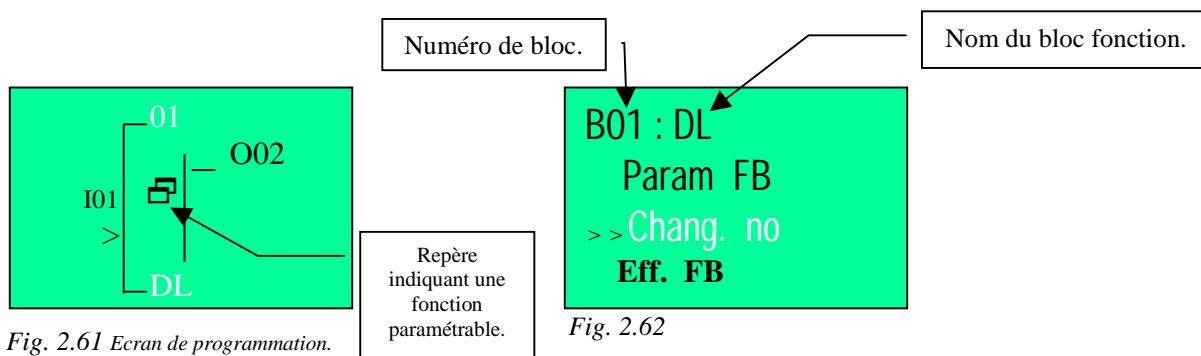 Numéro de bloc.
Nom du bloc fonction.
01
O02
I01
>
DL
Repère
indiquant une
fonction
paramétrable.
B01 : DL
Param FB
>> Chang. no
Eff. FB
Fig. 2.61 Ecran de programmation.
Fig. 2.62